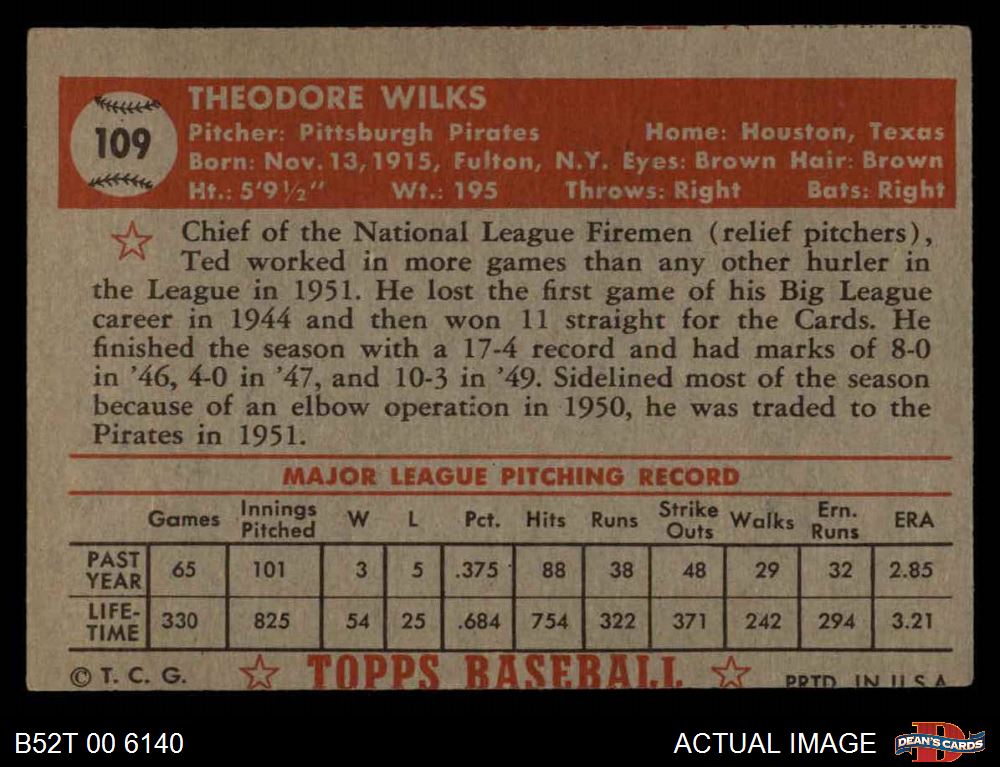 THEODORE WILKS
109
Pitcher: Pittsburgh Pirates Home: Houston, Texas
Born: Nov. 13, 1915, Fulton, N.Y. Eyes: Brown Hair: Brown
Ht.: 5'9½" Wt.: 195 Throws: Right Bats: Right
Chief of the National League Firemen (relief pitchers),
Ted worked in more games than any other hurler in
the League in 1951. He lost the first game of his Big League
career in 1944 and then won 11 straight for the Cards. He
finished the season with a 17-4 record and had marks of 8-0
in '46, 4-0 in '47, and 10-3 in '49. Sidelined most of the season
because of an elbow operation in 1950, he was traded to the
Pirates in 1951.
MAJOR LEAGUE PITCHING RECORD
Games Innings Pitched W L Pct. Hits Runs Strike Outs Walks Ern. Runs ERA
PAST YEAR 65 101 3 5 .375 88 38 48 29 32 2.85
LIFE-TIME 330 825 54 25 .684 754 322 371 242 294 3.21
© T. C. G. TOPPS BASEBALL PRTD. IN U.S.A.
B52T 00 6140 ACTUAL IMAGE DEAN'S CARDS